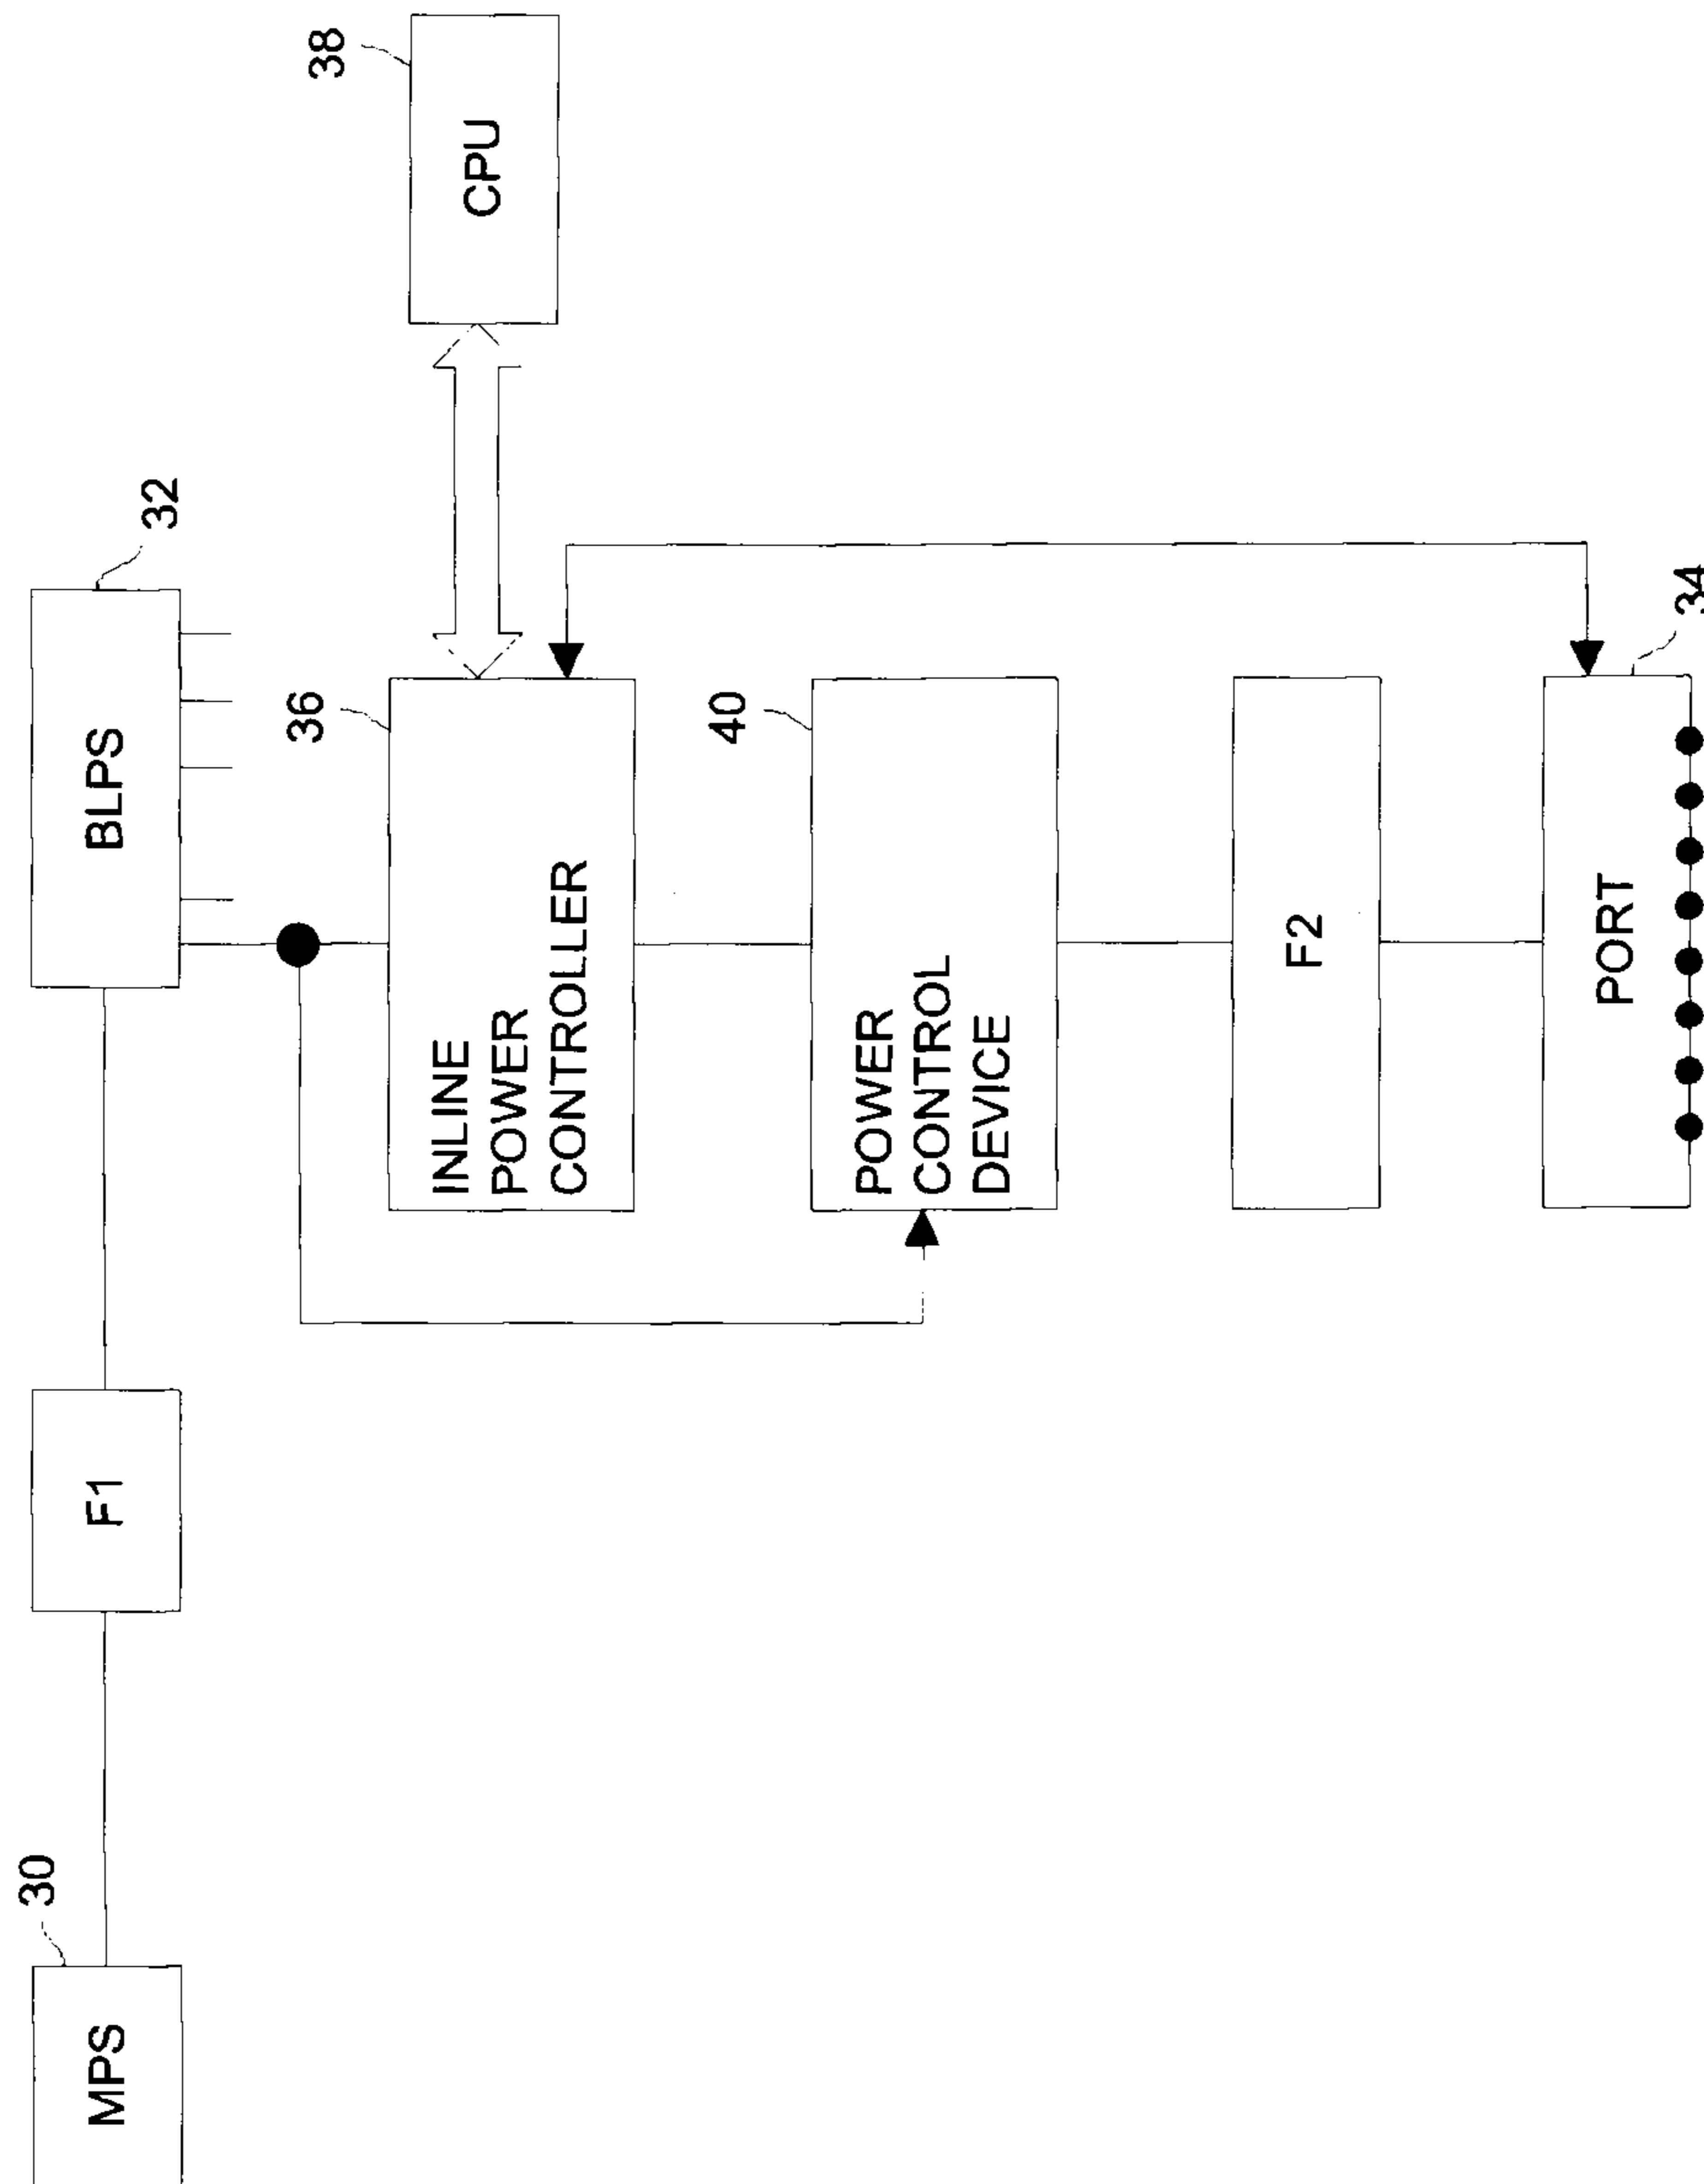 MPS
30
F1
BLPS
32
INLINE
POWER
CONTROLLER
36
CPU
38
POWER
CONTROL
DEVICE
40
F2
PORT
34